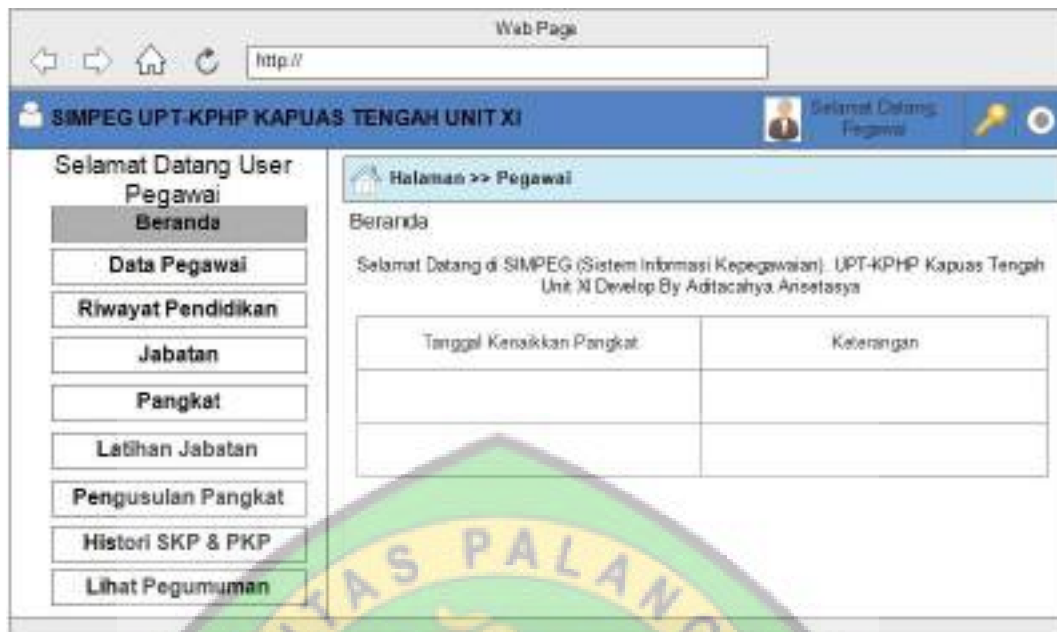 Web Page
http://
SIMPEG UPT-KPHP KAPUAS TENGAH UNIT XI
Selamat Datang,
Pegawai
Selamat Datang User
Pegawai
Beranda
Data Pegawai
Riwayat Pendidikan
Jabatan
Pangkat
Latihan Jabatan
Pengusulan Pangkat
Histori SKP & PKP
Lihat Pegumuman
Halaman >> Pegawai
Beranda
Selamat Datang di SIMPEG (Sistem Informasi Kepegawaian). UPT-KPHP Kapuas Tengah
Unit XI Develop By Aditacahya Arisetasya
Tanggal Kenaikkan Pangkat
Keterangan